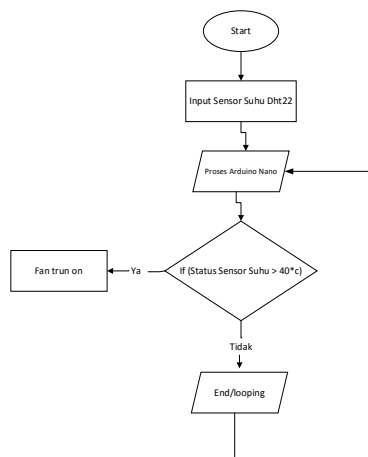 Start
Input Sensor Suhu Dht22
Proses Arduino Nano
If (Status Sensor Suhu > 40*c)
Ya
Fan trun on
Tidak
End/looping